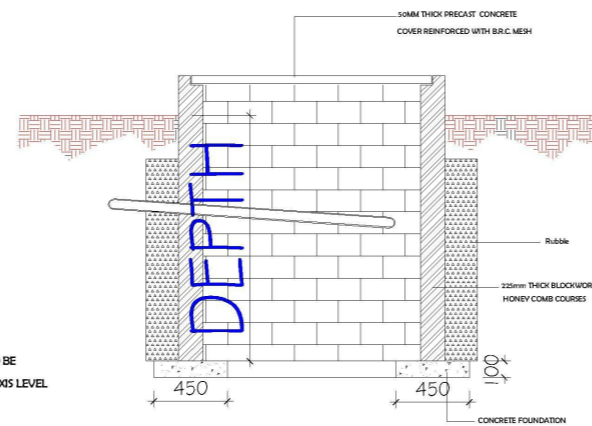 50MM THICK PRECAST CONCRETE
COVER REINFORCED WITH B.R.C. MESH
DEPTH
Rubble
225mm THICK BLOCKWOR
HONEY COMB COURSES
BE
XIS LEVEL
450
450
100
CONCRETE FOUNDATION